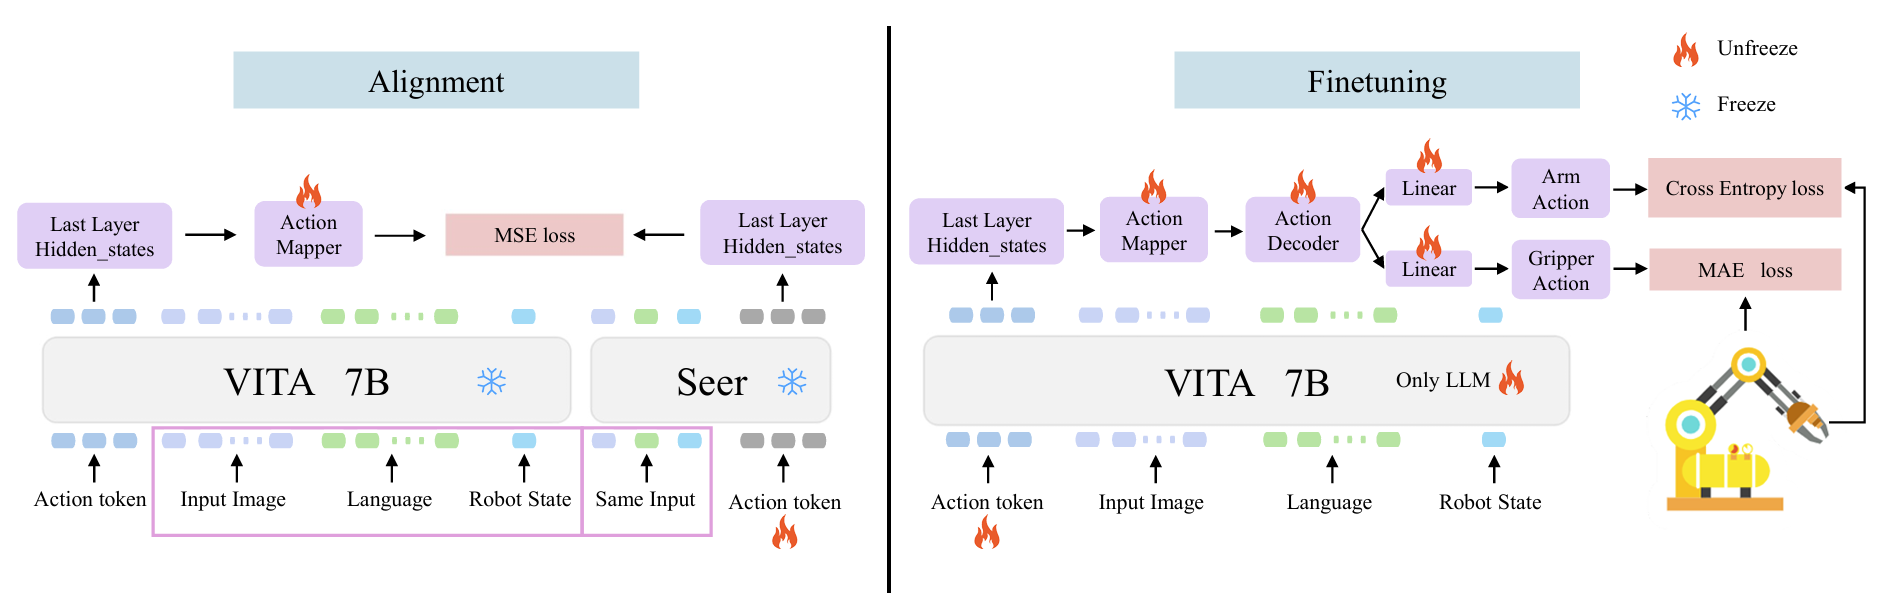 Alignment
Last Layer
Hidden_states
Action
Mapper
MSE loss
Last Layer
Hidden_states
VITA 7B
Seer
Action token
Input Image
Language
Robot State
Same Input
Action token
Finetuning
Unfreeze
Freeze
Last Layer
Hidden_states
Action
Mapper
Action
Decoder
Linear
Arm
Action
Cross Entropy loss
Linear
Gripper
Action
MAE loss
VITA 7B
Only LLM
Action token
Input Image
Language
Robot State